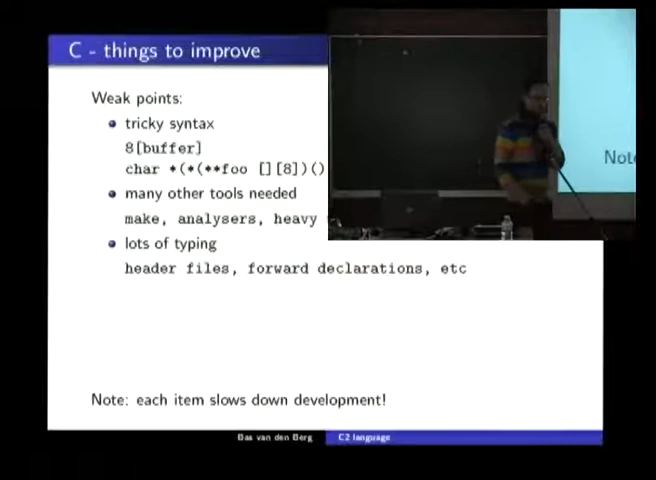 C - things to improve
Weak points:
tricky syntax
8[buffer]
char *(*(**foo [][8])()
many other tools needed
make, analysers, heavy
lots of typing
header files, forward declarations, etc
Note: each item slows down development!
Bas van den Berg C2 language